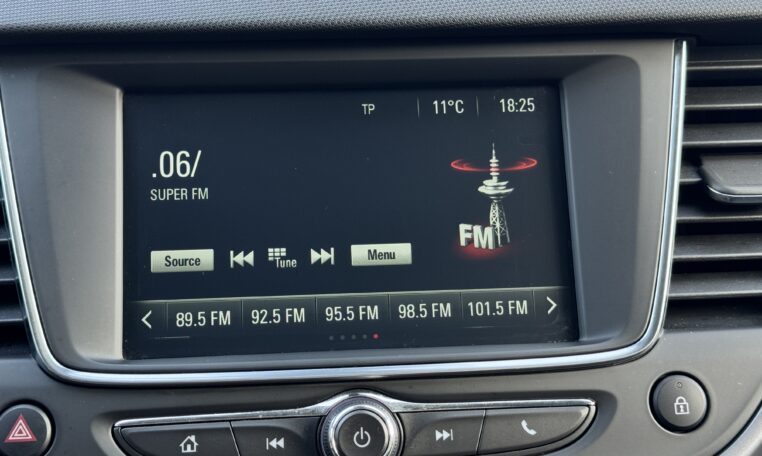 TP 11°C 18:25
.06/
SUPER FM
FM
Source Tune Menu
89.5 FM 92.5 FM 95.5 FM 98.5 FM 101.5 FM